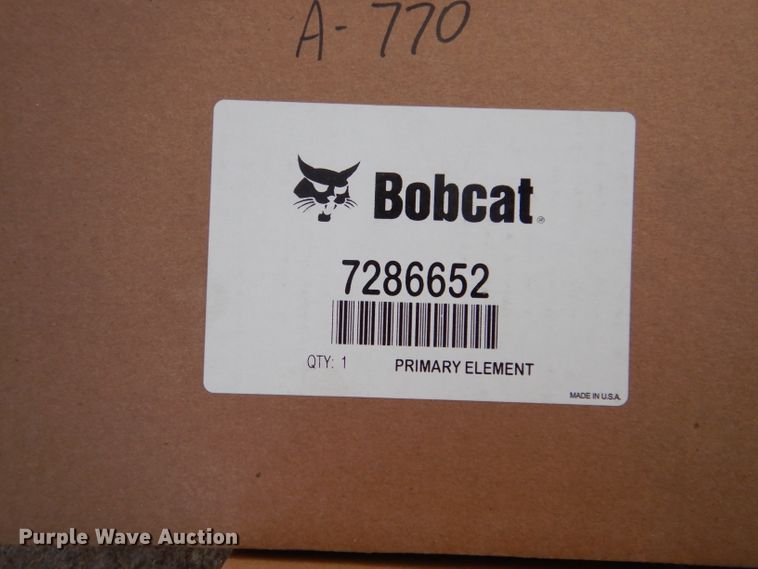 A-770
Bobcat®
7286652
QTY: 1 PRIMARY ELEMENT
MADE IN U.S.A.
Purple Wave Auction